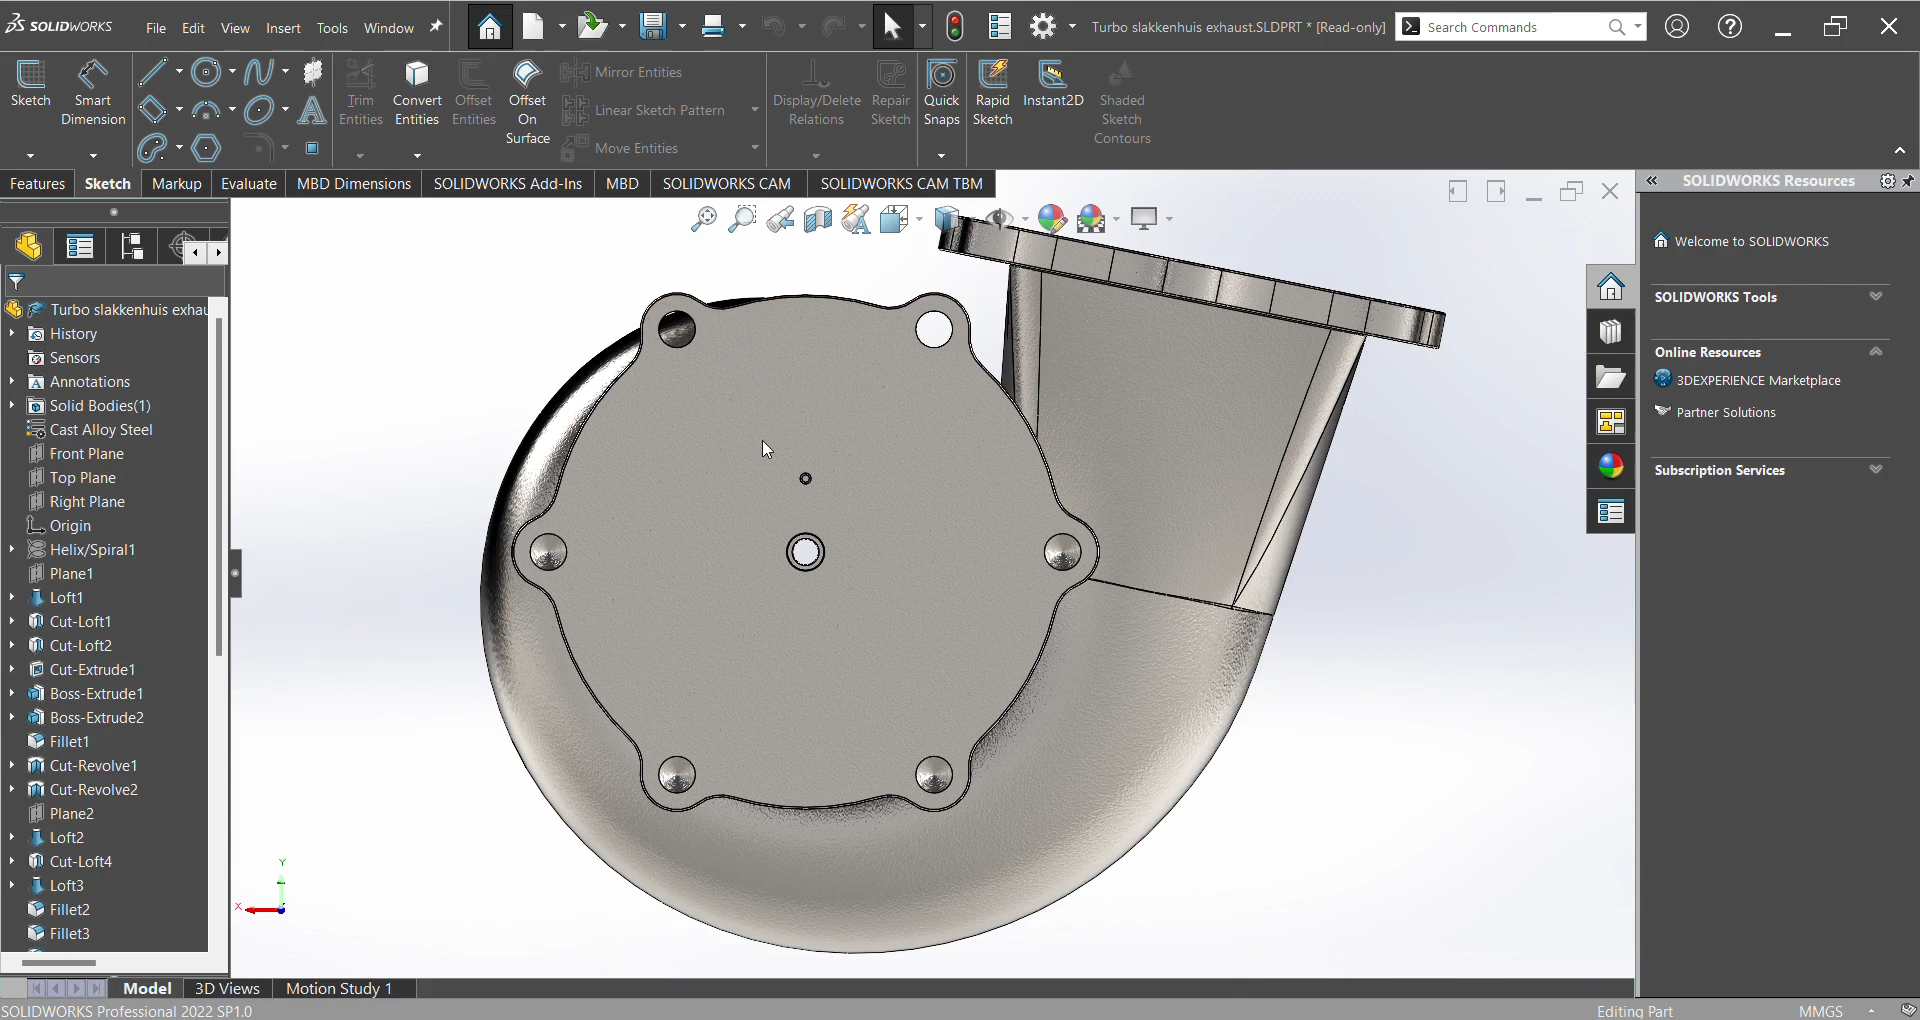 SOLIDWORKS File Edit View Insert Tools Window
Turbo slakkenhuis exhaust.SLDPRT * [Read-only]
Search Commands
Sketch
Smart Dimension
Trim Entities
Convert Entities
Offset Entities
Offset On Surface
Mirror Entities
Linear Sketch Pattern
Move Entities
Display/Delete Relations
Repair Sketch
Quick Snaps
Rapid Sketch
Instant2D
Shaded Sketch Contours
Features Sketch Markup Evaluate MBD Dimensions SOLIDWORKS Add-Ins MBD SOLIDWORKS CAM SOLIDWORKS CAM TBM
Turbo slakkenhuis exhau
History
Sensors
Annotations
Solid Bodies(1)
Cast Alloy Steel
Front Plane
Top Plane
Right Plane
Origin
Helix/Spiral1
Plane1
Loft1
Cut-Loft1
Cut-Loft2
Cut-Extrude1
Boss-Extrude1
Boss-Extrude2
Fillet1
Cut-Revolve1
Cut-Revolve2
Plane2
Loft2
Cut-Loft4
Loft3
Fillet2
Fillet3
Y
X
SOLIDWORKS Resources
Welcome to SOLIDWORKS
SOLIDWORKS Tools
Online Resources
3DEXPERIENCE Marketplace
Partner Solutions
Subscription Services
Model 3D Views Motion Study 1
SOLIDWORKS Professional 2022 SP1.0
Editing Part
MMGS